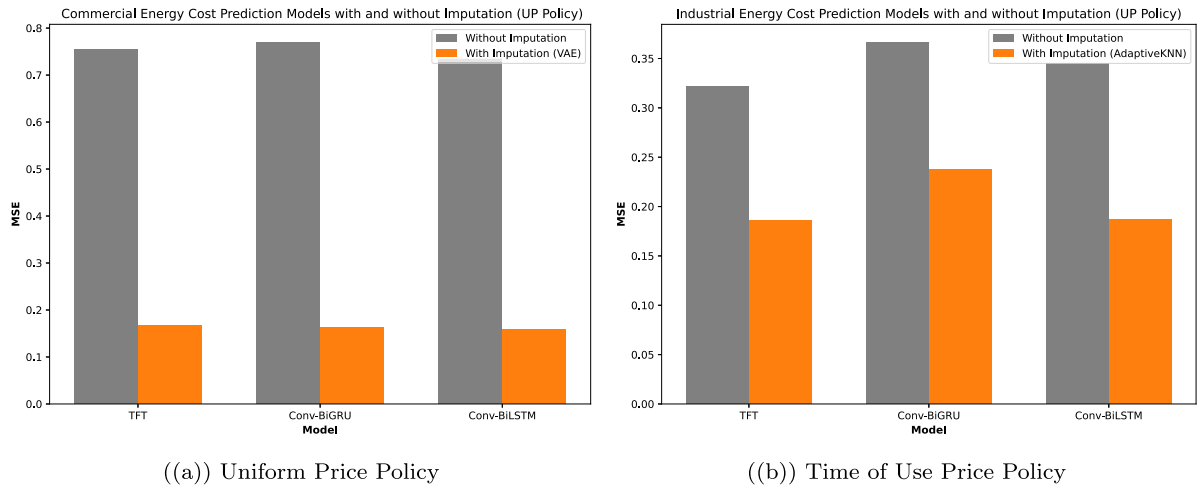 Commercial Energy Cost Prediction Models with and without Imputation (UP Policy)
0.8
0.7
0.6
0.5
0.4
0.3
0.2
0.1
0.0
MSE
Without Imputation
With Imputation (VAE)
TFT
Conv-BiGRU
Conv-BiLSTM
Model
((a)) Uniform Price Policy
Industrial Energy Cost Prediction Models with and without Imputation (UP Policy)
0.35
0.30
0.25
0.20
0.15
0.10
0.05
0.00
MSE
Without Imputation
With Imputation (AdaptiveKNN)
TFT
Conv-BiGRU
Conv-BiLSTM
Model
((b)) Time of Use Price Policy